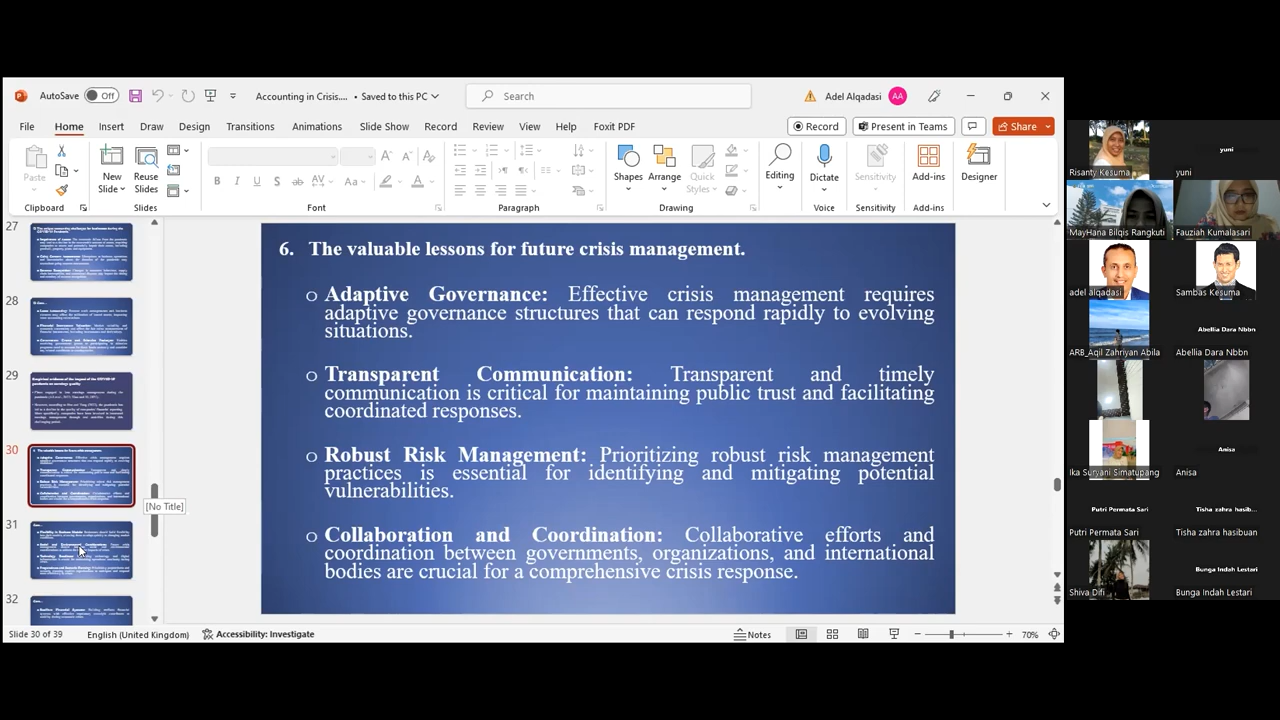 AutoSave Off
Accounting in Crisis.... • Saved to this PC
Search
Adel Alqadasi AA
File Home Insert Draw Design Transitions Animations Slide Show Record Review View Help Foxit PDF
Record Present in Teams Share
Paste
New Slide
Reuse Slides
Shapes Arrange Quick Styles
Editing
Dictate
Sensitivity
Add-ins
Designer
Clipboard Slides Font Paragraph Drawing Voice Sensitivity Add-ins
27
28
29
30
[No Title]
31
32
6. The valuable lessons for future crisis management.
o Adaptive Governance: Effective crisis management requires
adaptive governance structures that can respond rapidly to evolving
situations.
o Transparent Communication: Transparent and timely
communication is critical for maintaining public trust and facilitating
coordinated responses.
o Robust Risk Management: Prioritizing robust risk management
practices is essential for identifying and mitigating potential
vulnerabilities.
o Collaboration and Coordination: Collaborative efforts and
coordination between governments, organizations, and international
bodies are crucial for a comprehensive crisis response.
Slide 30 of 39 English (United Kingdom) Accessibility: Investigate
Notes 70%
Risanty Kesuma
yuni
yuni
MayHana Bilqis Rangkuti
Fauziah Kumalasari
adel alqadasi
Sambas Kesuma
ARB_Aqil Zahriyan Abila
Abellia Dara Nbbn
Abellia Dara Nbbn
Ika Suryani Simatupang
Anisa
Anisa
Putri Permata Sari
Putri Permata Sari
Tisha zahra hasib...
Tisha zahra hasibuan
Shiva Difi
Bunga Indah Lestari
Bunga Indah Lestari